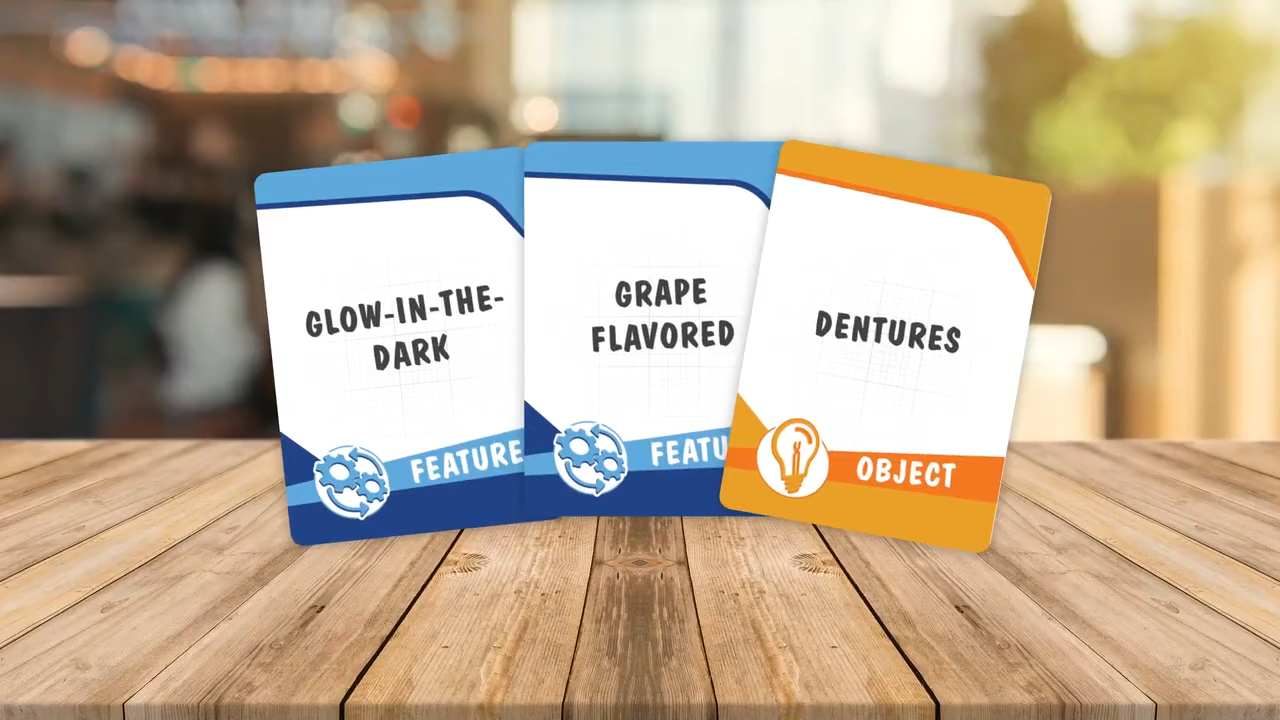 GLOW-IN-THE-
DARK
FEATURE
GRAPE
FLAVORED
FEATU
DENTURES
OBJECT